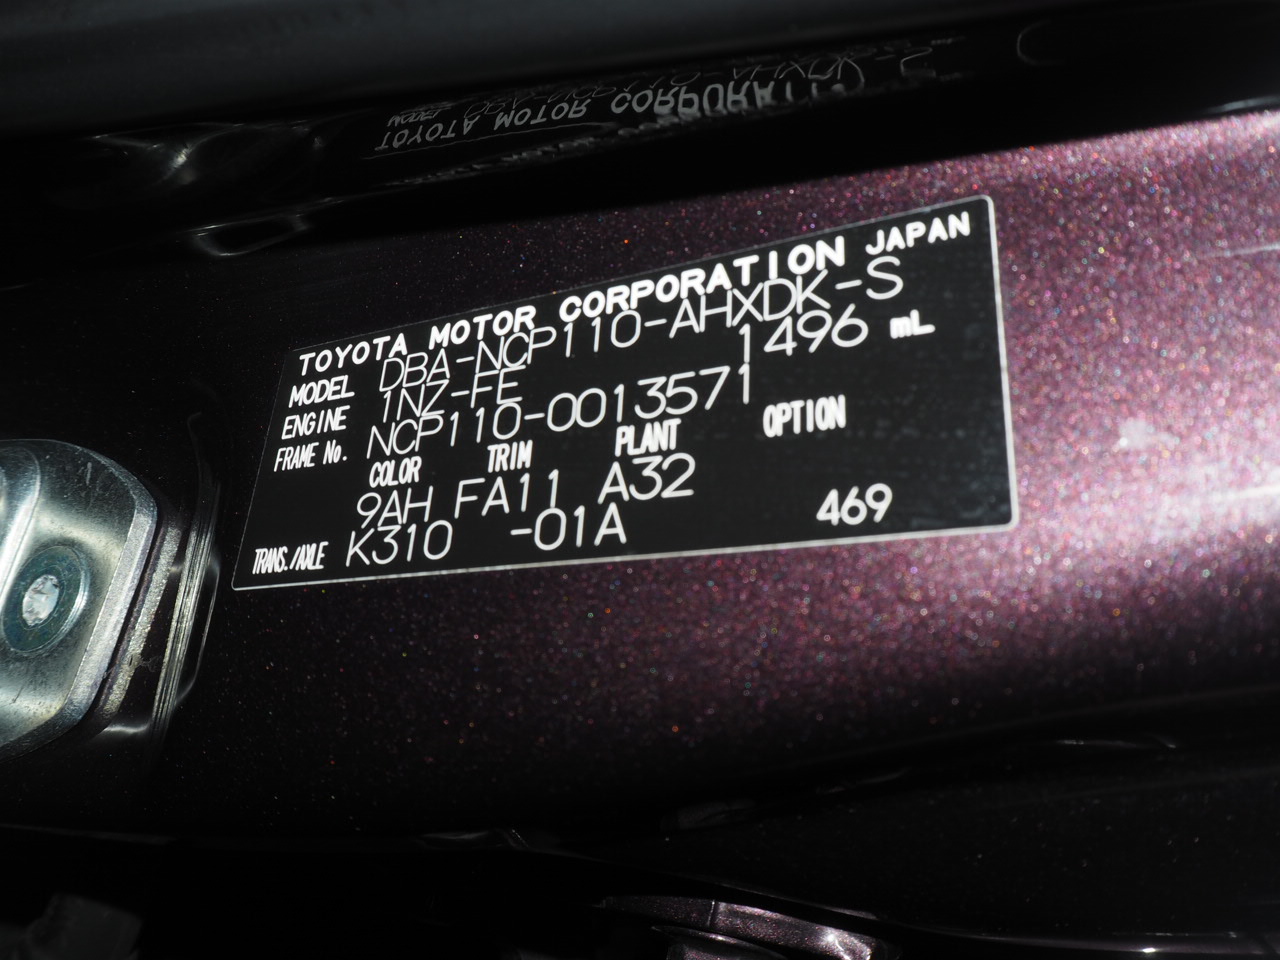 TOYOTA MOTOR CORPORATION JAPAN
MODEL DBA-NCP110-AHXDK-S
ENGINE 1NZ-FE 1496 mL
FRAME No. NCP110-0013571
COLOR TRIM PLANT OPTION
9AH FA11 A32
TRANS./AXLE K310 -01A 469